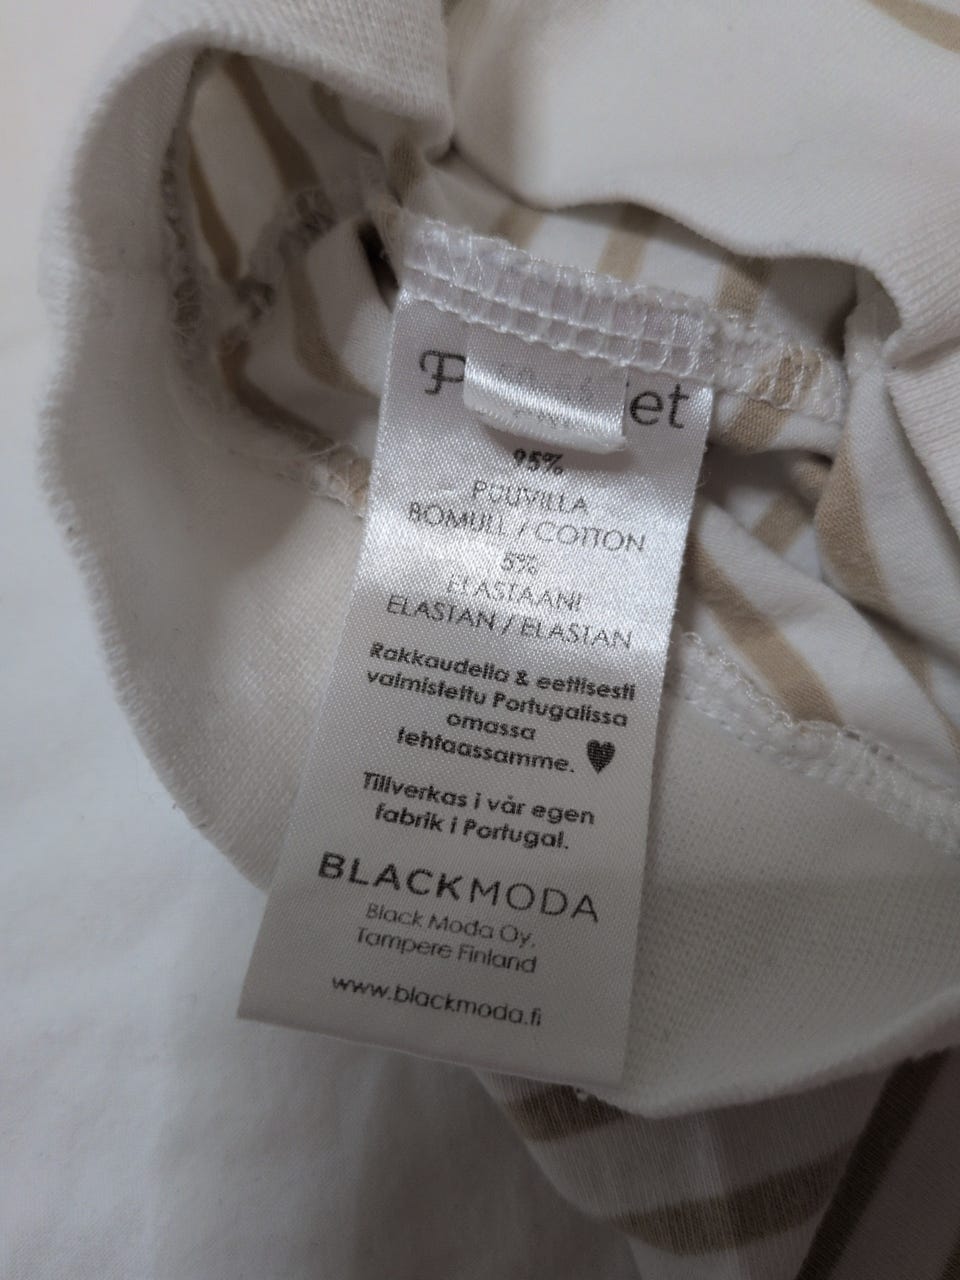 95%
PUUVILLA
BOMULL / COTTON
5%
ELASTAANI
ELASTAN / ELASTAN
Rakkaudella & eettisesti
valmistettu Portugalissa
omassa
tehtaassamme. ♥
Tillverkas i vår egen
fabrik i Portugal.
BLACKMODA
Black Moda Oy,
Tampere Finland
www.blackmoda.fi